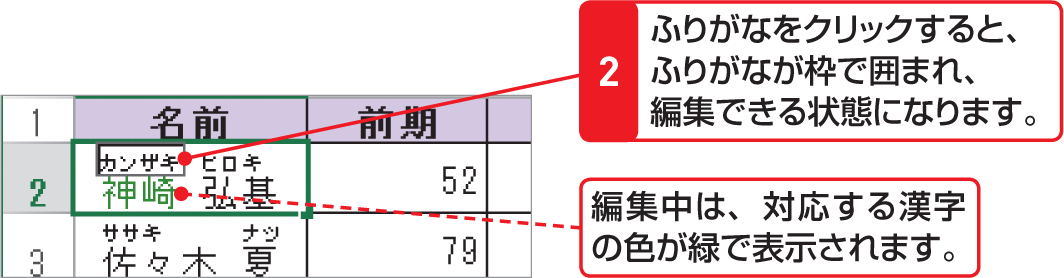 2
ふりがなをクリックすると、
ふりがなが枠で囲まれ、
編集できる状態になります。
1 名前 前期
カンザキ ヒロキ
2 神崎 弘基 52
編集中は、対応する漢字
の色が緑で表示されます。
ササキ ナツ
3 佐々木 夏 79